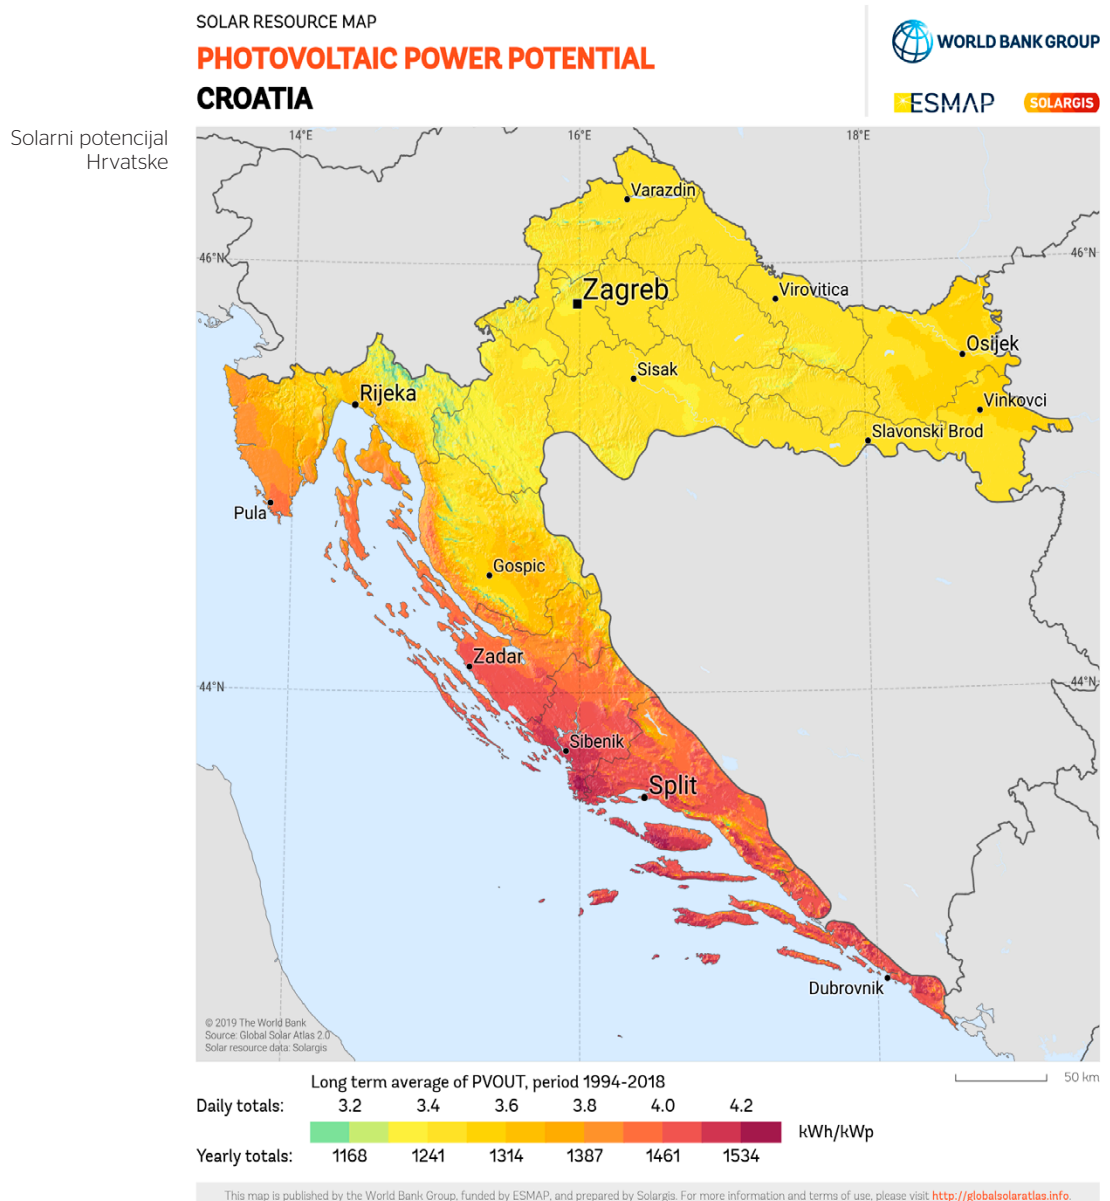 SOLAR RESOURCE MAP
PHOTOVOLTAIC POWER POTENTIAL
CROATIA
WORLD BANK GROUP
ESMAP
SOLARGIS
Solarni potencijal
Hrvatske
14°E
16°E
18°E
Varazdin
46°N
46°N
Zagreb
Virovitica
Osijek
Sisak
Rijeka
Vinkovci
Slavonski Brod
Pula
Gospic
Zadar
44°N
44°N
Sibenik
Split
Dubrovnik
© 2019 The World Bank
Source: Global Solar Atlas 2.0
Solar resource data: Solargis
Long term average of PVOUT, period 1994-2018
50 km
Daily totals: 3.2 3.4 3.6 3.8 4.0 4.2
kWh/kWp
Yearly totals: 1168 1241 1314 1387 1461 1534
This map is published by the World Bank Group, funded by ESMAP, and prepared by Solargis. For more information and terms of use, please visit http://globalsolaratlas.info.